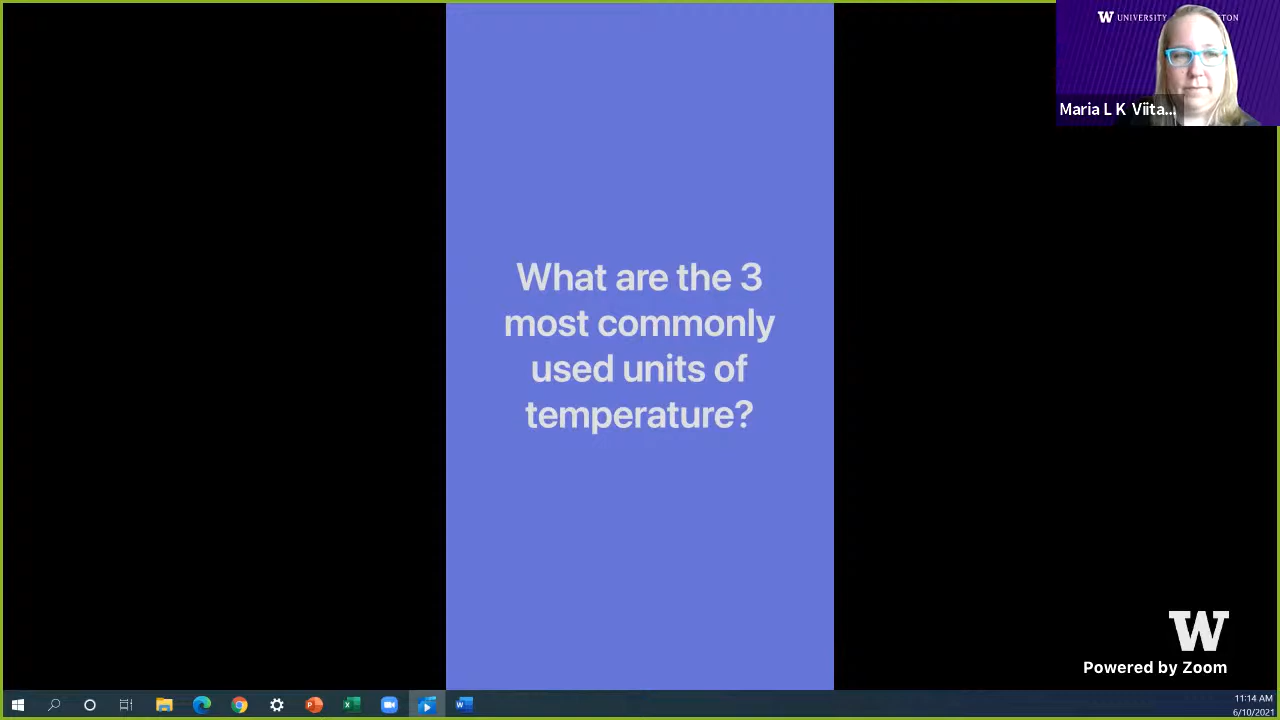 W UNIVERSITY
TON
Maria L K Viita...
What are the 3
most commonly
used units of
temperature?
W
Powered by Zoom
11:14 AM
6/10/2021